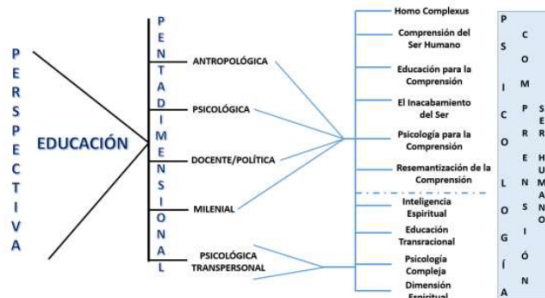 PERSPECTIVA
EDUCACIÓN
PENTADIMENSIONAL
ANTROPOLÓGICA
PSICOLÓGICA
DOCENTE/POLÍTICA
MILENIAL
PSICOLÓGICA
TRANSPERSONAL
Homo Complexus
Comprensión del
Ser Humano
Educación para la
Comprensión
El Inacabamiento
del Ser
Psicología para la
Comprensión
Resemantización de la
Comprensión
Inteligencia
Espiritual
Educación
Transracional
Psicología
Compleja
Dimensión
Espiritual
PSICOLOGÍA
COMPRENSIÓN
SER HUMANO